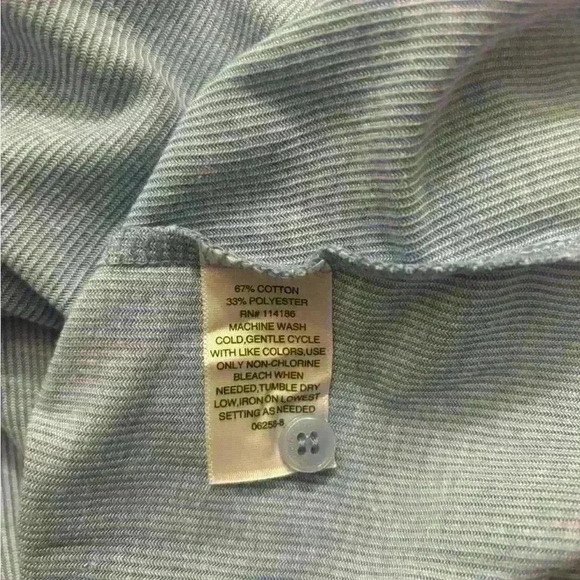 67% COTTON
33% POLYESTER
RN# 114186
MACHINE WASH
COLD,GENTLE CYCLE
WITH LIKE COLORS,USE
ONLY NON-CHLORINE
BLEACH WHEN
NEEDED,TUMBLE DRY
LOW,IRON ON LOWEST
SETTING AS NEEDED
06258-8